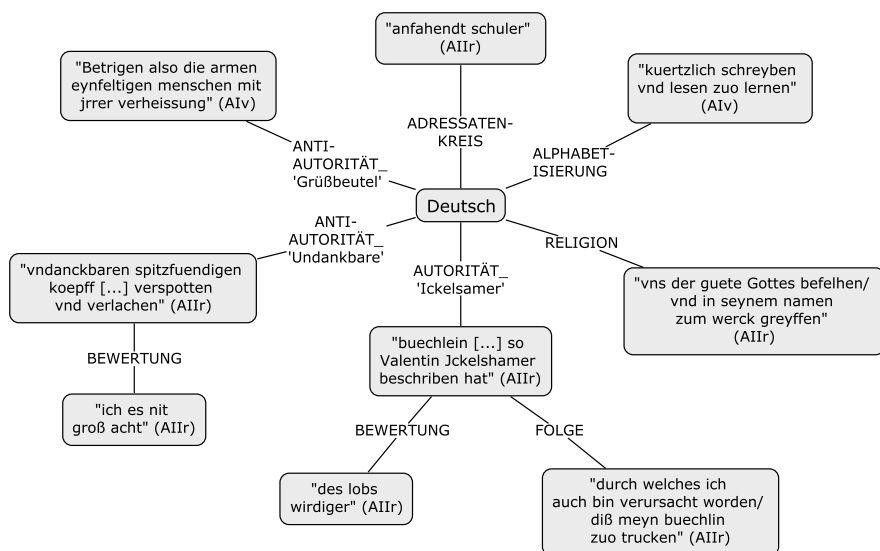 "anfahendt schuler"
(AIIr)
"Betrigen also die armen
eynfeltigen menschen mit
jrrer verheissung" (AIv)
"kuertzlich schreyben
vnd lesen zuo lernen"
(AIv)
ADRESSATEN-
KREIS
ANTI-
AUTORITÄT_
'Grüßbeutel'
ALPHABET-
ISIERUNG
Deutsch
ANTI-
AUTORITÄT_
'Undankbare'
RELIGION
AUTORITÄT_
'Ickelsamer'
"vndanckbaren spitzfuendigen
koepff [...] verspotten
vnd verlachen" (AIIr)
"vns der guete Gottes befelhen/
vnd in seynem namen
zum werck greyffen"
(AIIr)
"buechlein [...] so
Valentin Jckelshamer
beschriben hat" (AIIr)
BEWERTUNG
"ich es nit
groß acht" (AIIr)
BEWERTUNG
FOLGE
"des lobs
wirdiger" (AIIr)
"durch welches ich
auch bin verursacht worden/
diß meyn buechlin
zuo trucken" (AIIr)